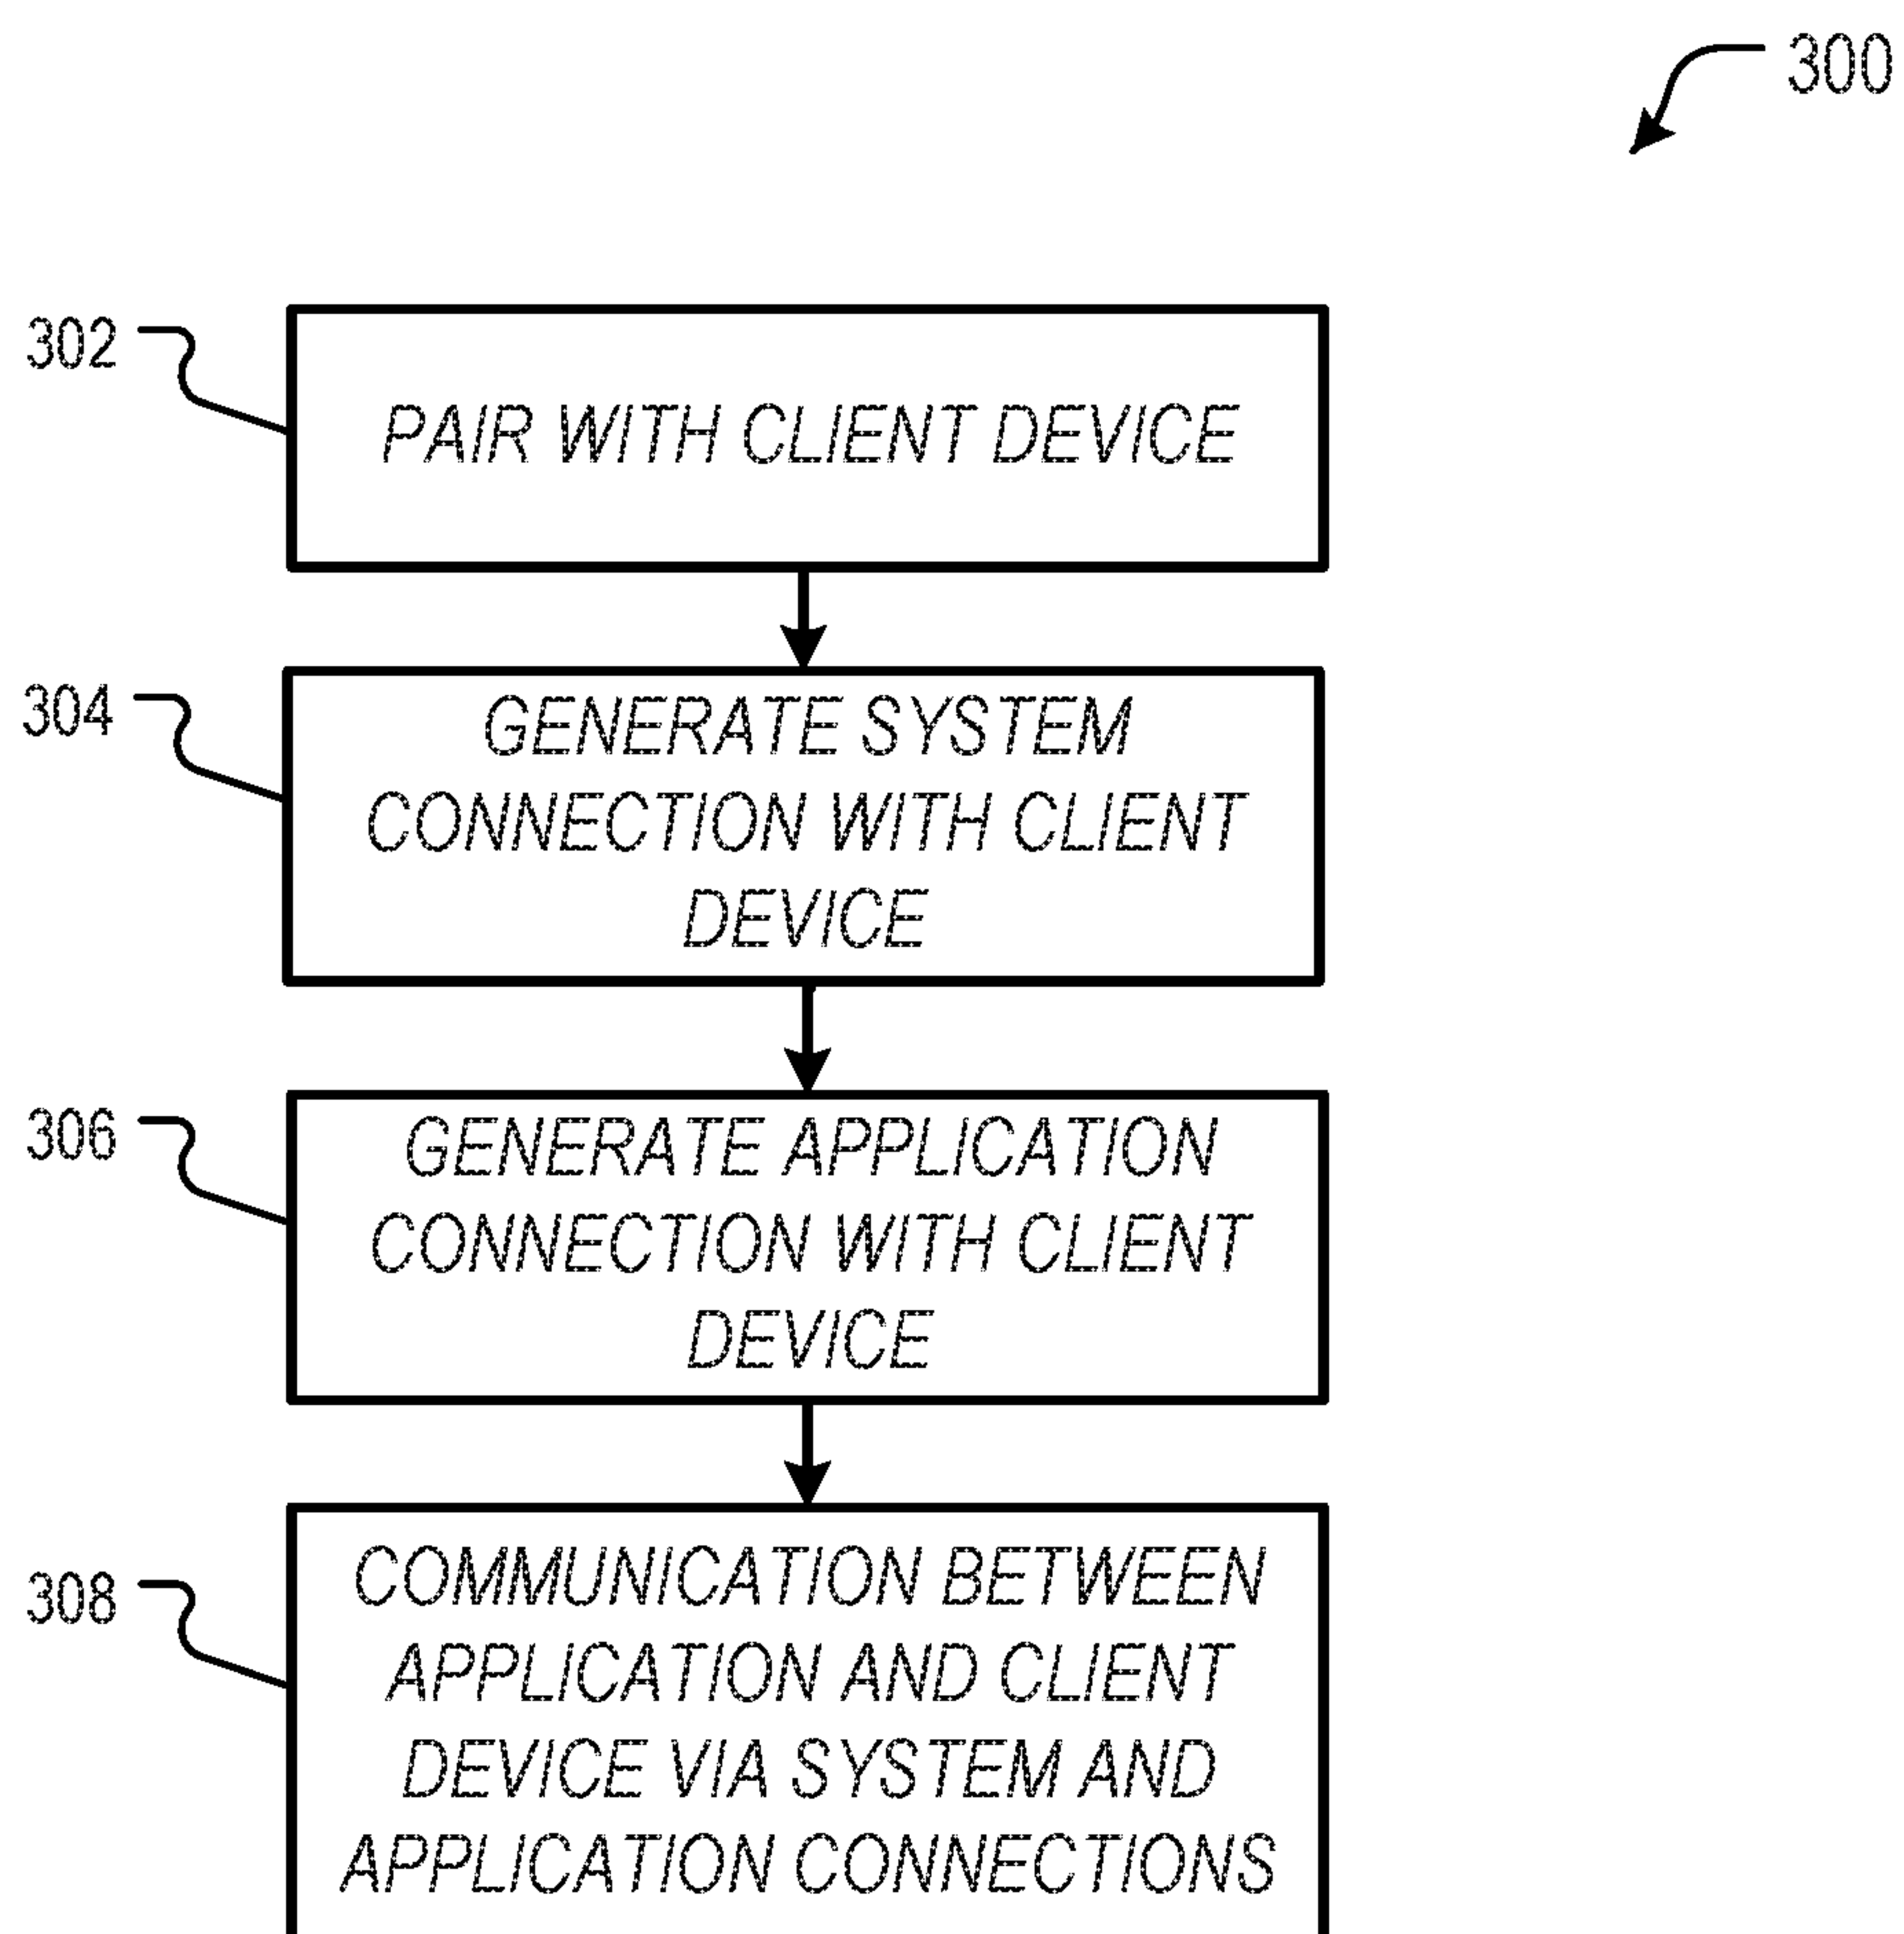 300
302
PAIR WITH CLIENT DEVICE
304
GENERATE SYSTEM
CONNECTION WITH CLIENT
DEVICE
306
GENERATE APPLICATION
CONNECTION WITH CLIENT
DEVICE
308
COMMUNICATION BETWEEN
APPLICATION AND CLIENT
DEVICE VIA SYSTEM AND
APPLICATION CONNECTIONS